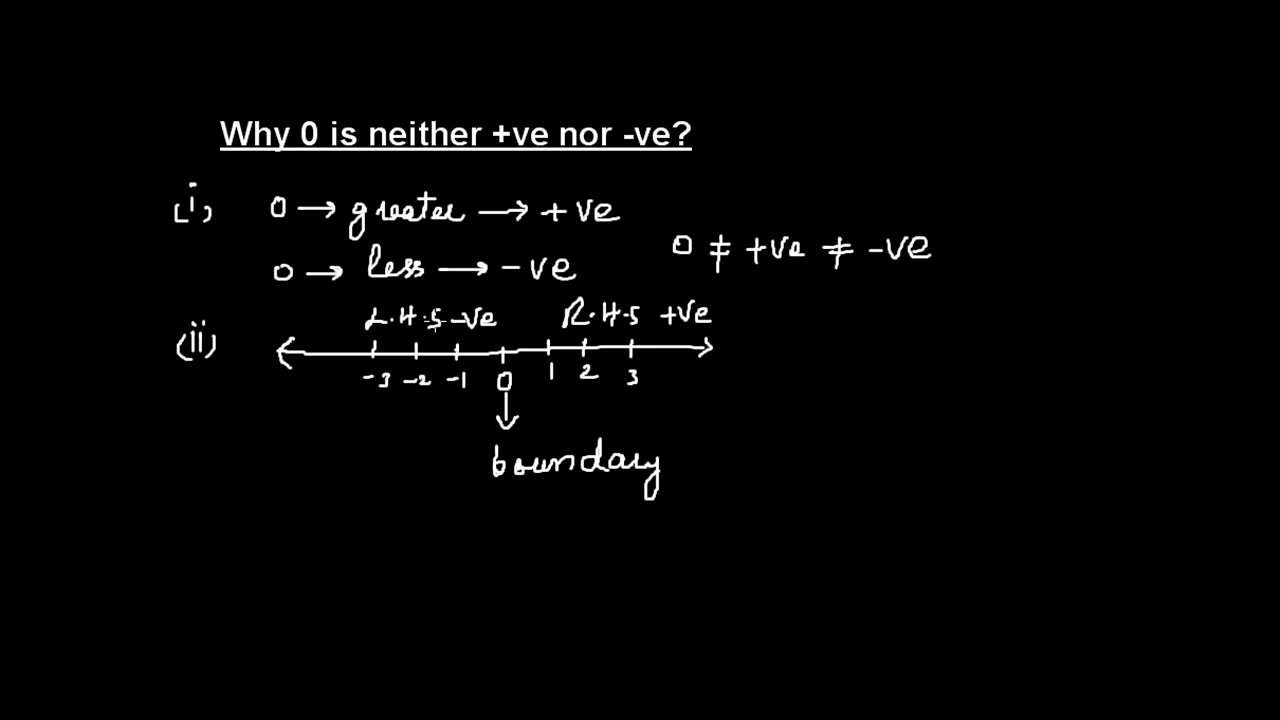 Why 0 is neither +ve nor -ve?
(i) 0 → greater → +ve
0 → less → -ve
0 ≠ +ve ≠ -ve
L.H.S -ve R.H.S +ve
(ii)
-3 -2 -1 0 1 2 3
boundary